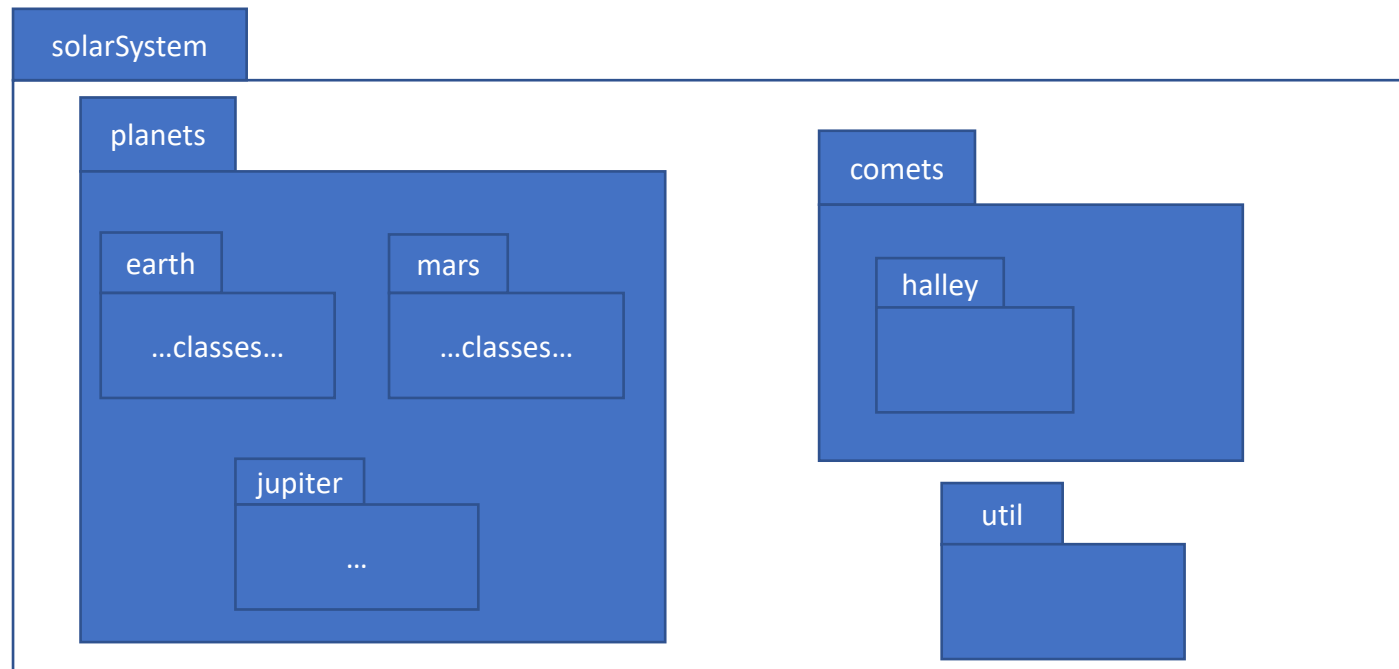 solarSystem
planets
earth
...classes...
mars
...classes...
jupiter
...
comets
halley
util